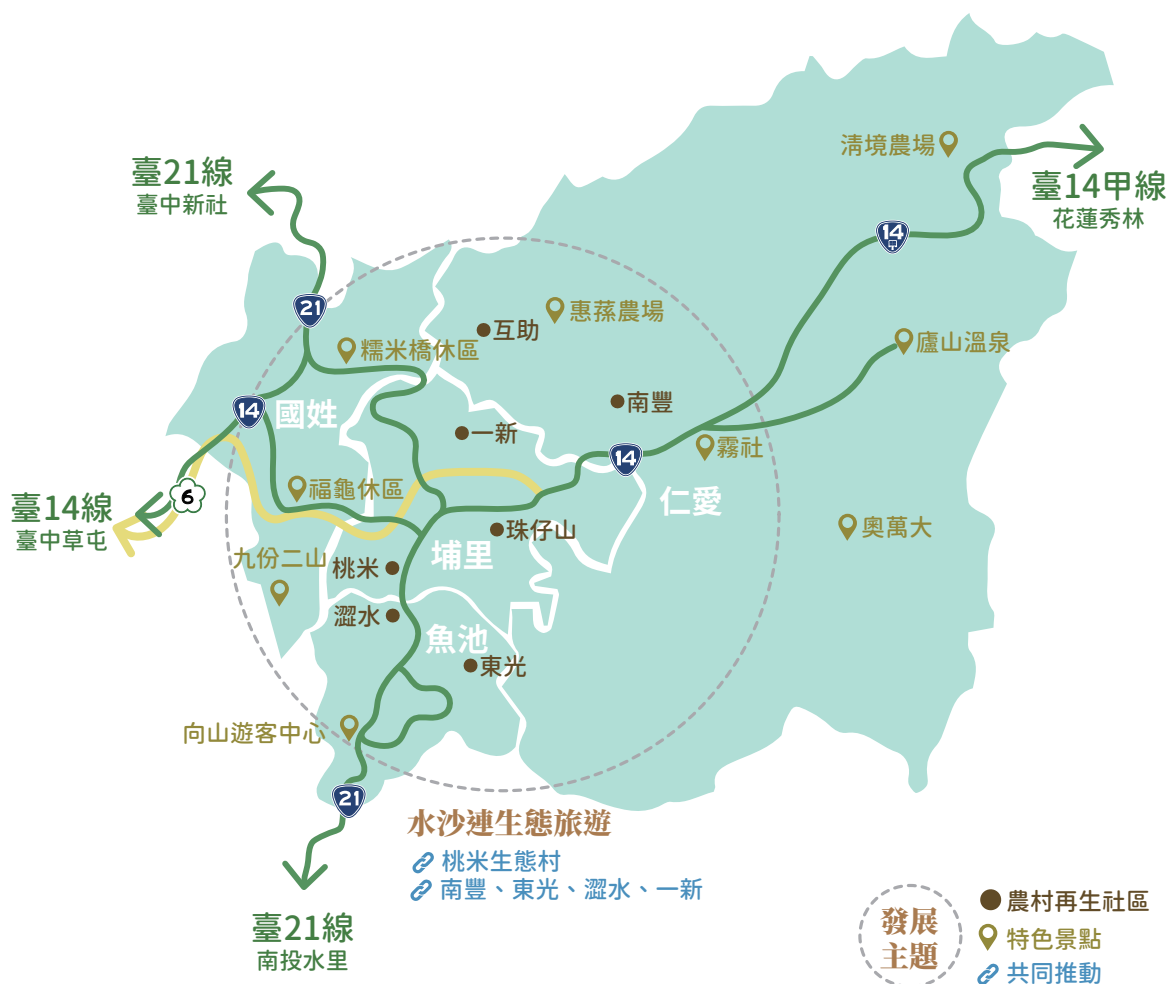 清境農場
臺21線
臺中新社
臺14甲線
花蓮秀林
14
甲
21
惠蓀農場
互助
糯米橋休區
廬山溫泉
14
國姓
南豐
一新
霧社
14
福龜休區
仁愛
臺14線
臺中草屯
6
奧萬大
珠仔山
埔里
九份二山
桃米
澀水
魚池
東光
向山遊客中心
21
水沙連生態旅遊
桃米生態村
南豐、東光、澀水、一新
臺21線
南投水里
發展
主題
農村再生社區
特色景點
共同推動